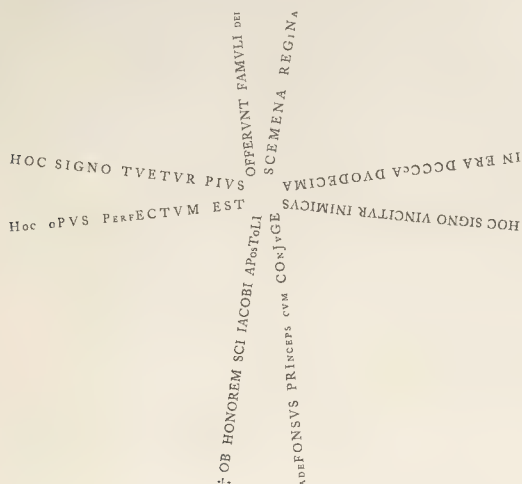 OFFERVNT FAMVLI DEI
SCEMENA REGiNA
HOC SIGNO TVETVR PIVS
Hoc oPVS PERFECTVM EST
IN ERA DCCCcA DVODECIMA
HOC SIGNO VINCITVR INIMICVS
+ OB HONOREM SCI IACOBI APosToLI
ADEFONSVS PRINCEPS CVM CONJvGE